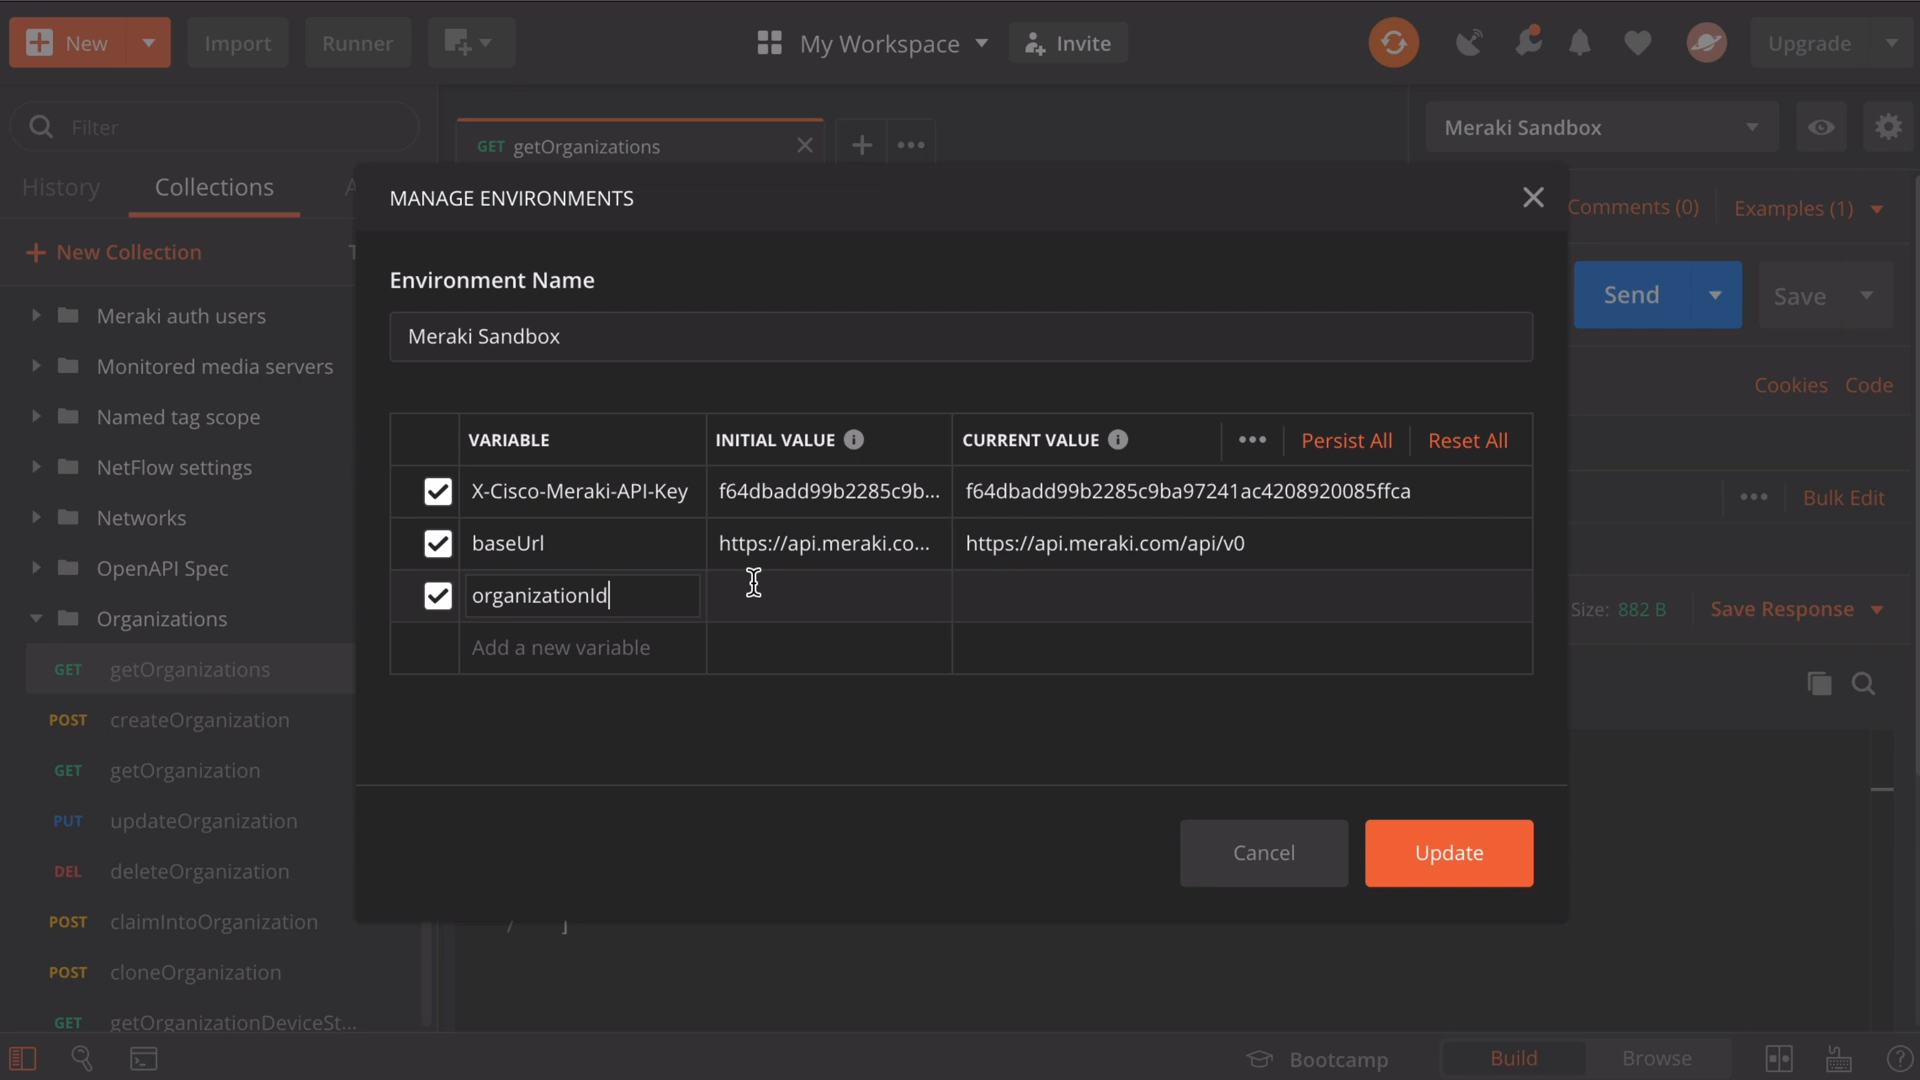 New
Import
Runner
My Workspace
Invite
Upgrade
Filter
GET getOrganizations
Meraki Sandbox
History
Collections
A
MANAGE ENVIRONMENTS
Comments (0)
Examples (1)
New Collection
T
Environment Name
Meraki Sandbox
Send
Save
Meraki auth users
Monitored media servers
Named tag scope
NetFlow settings
Networks
OpenAPI Spec
Organizations
GET getOrganizations
POST createOrganization
GET getOrganization
PUT updateOrganization
DEL deleteOrganization
POST claimIntoOrganization
POST cloneOrganization
GET getOrganizationDeviceSt...
Cookies
Code
VARIABLE
INITIAL VALUE
CURRENT VALUE
Persist All
Reset All
X-Cisco-Meraki-API-Key
f64dbadd99b2285c9b...
f64dbadd99b2285c9ba97241ac4208920085ffca
Bulk Edit
baseUrl
https://api.meraki.co...
https://api.meraki.com/api/v0
organizationId
Size: 882 B
Save Response
Add a new variable
Cancel
Update
]
Bootcamp
Build
Browse